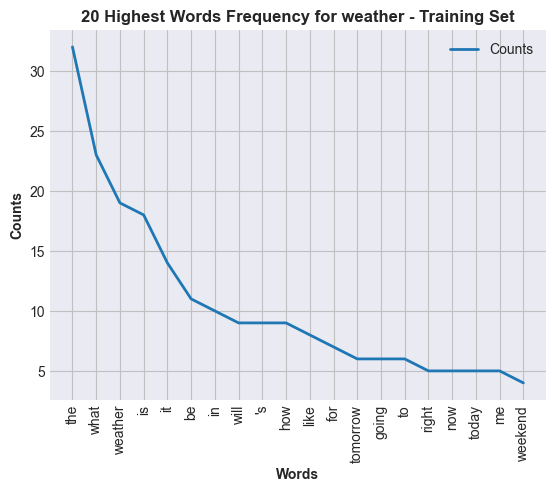 20 Highest Words Frequency for weather - Training Set
Counts
Counts
30
25
20
15
10
5
the
what
weather
is
it
be
in
will
's
how
like
for
tomorrow
going
to
right
now
today
me
weekend
Words